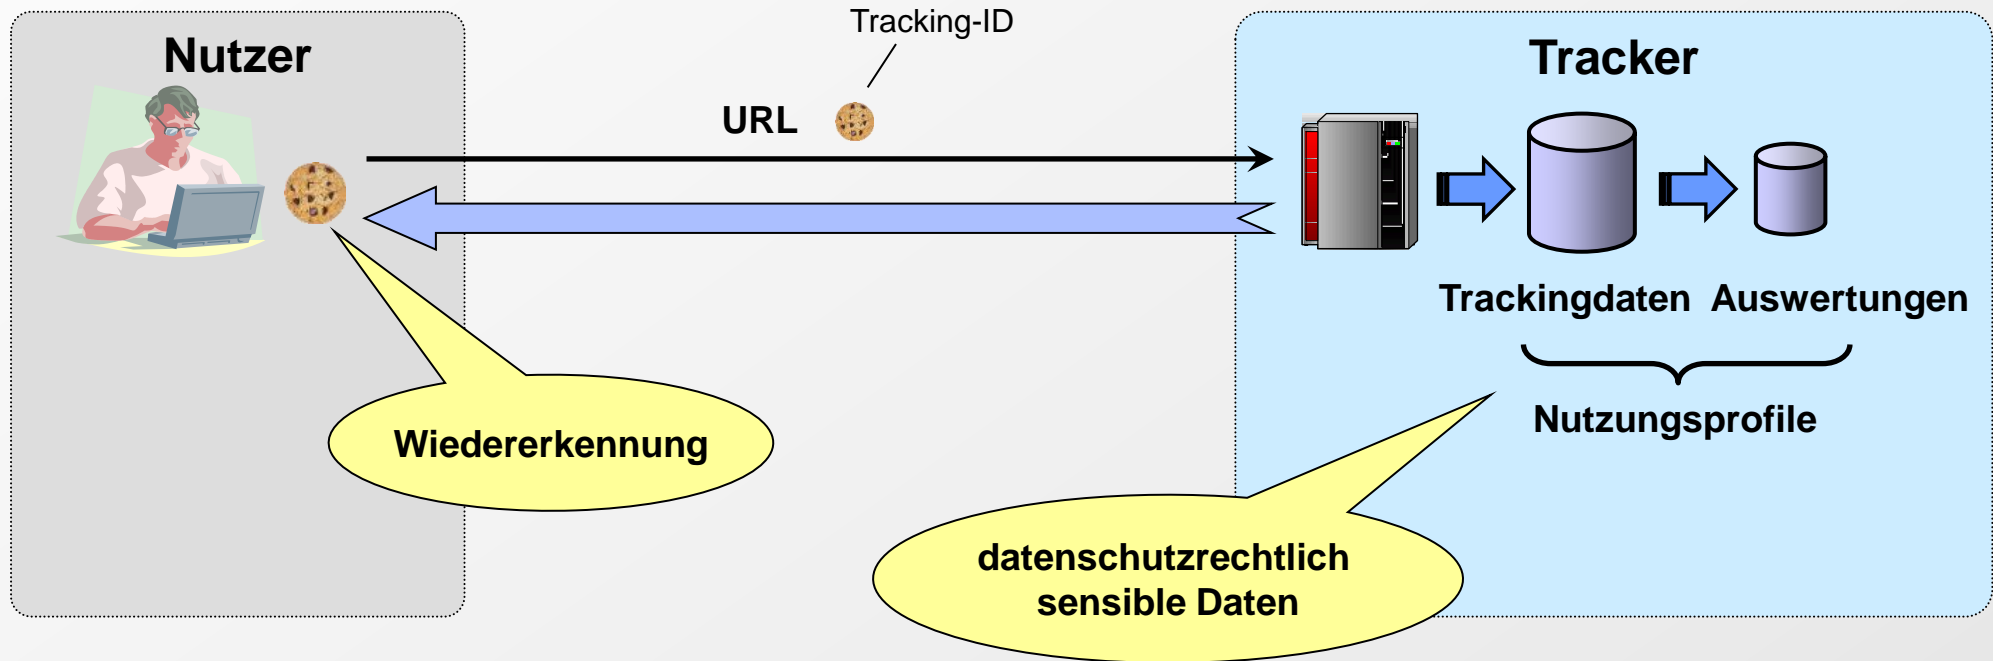 Tracking-ID
Nutzer
Tracker
URL
Trackingdaten Auswertungen
Nutzungsprofile
Wiedererkennung
datenschutzrechtlich
sensible Daten